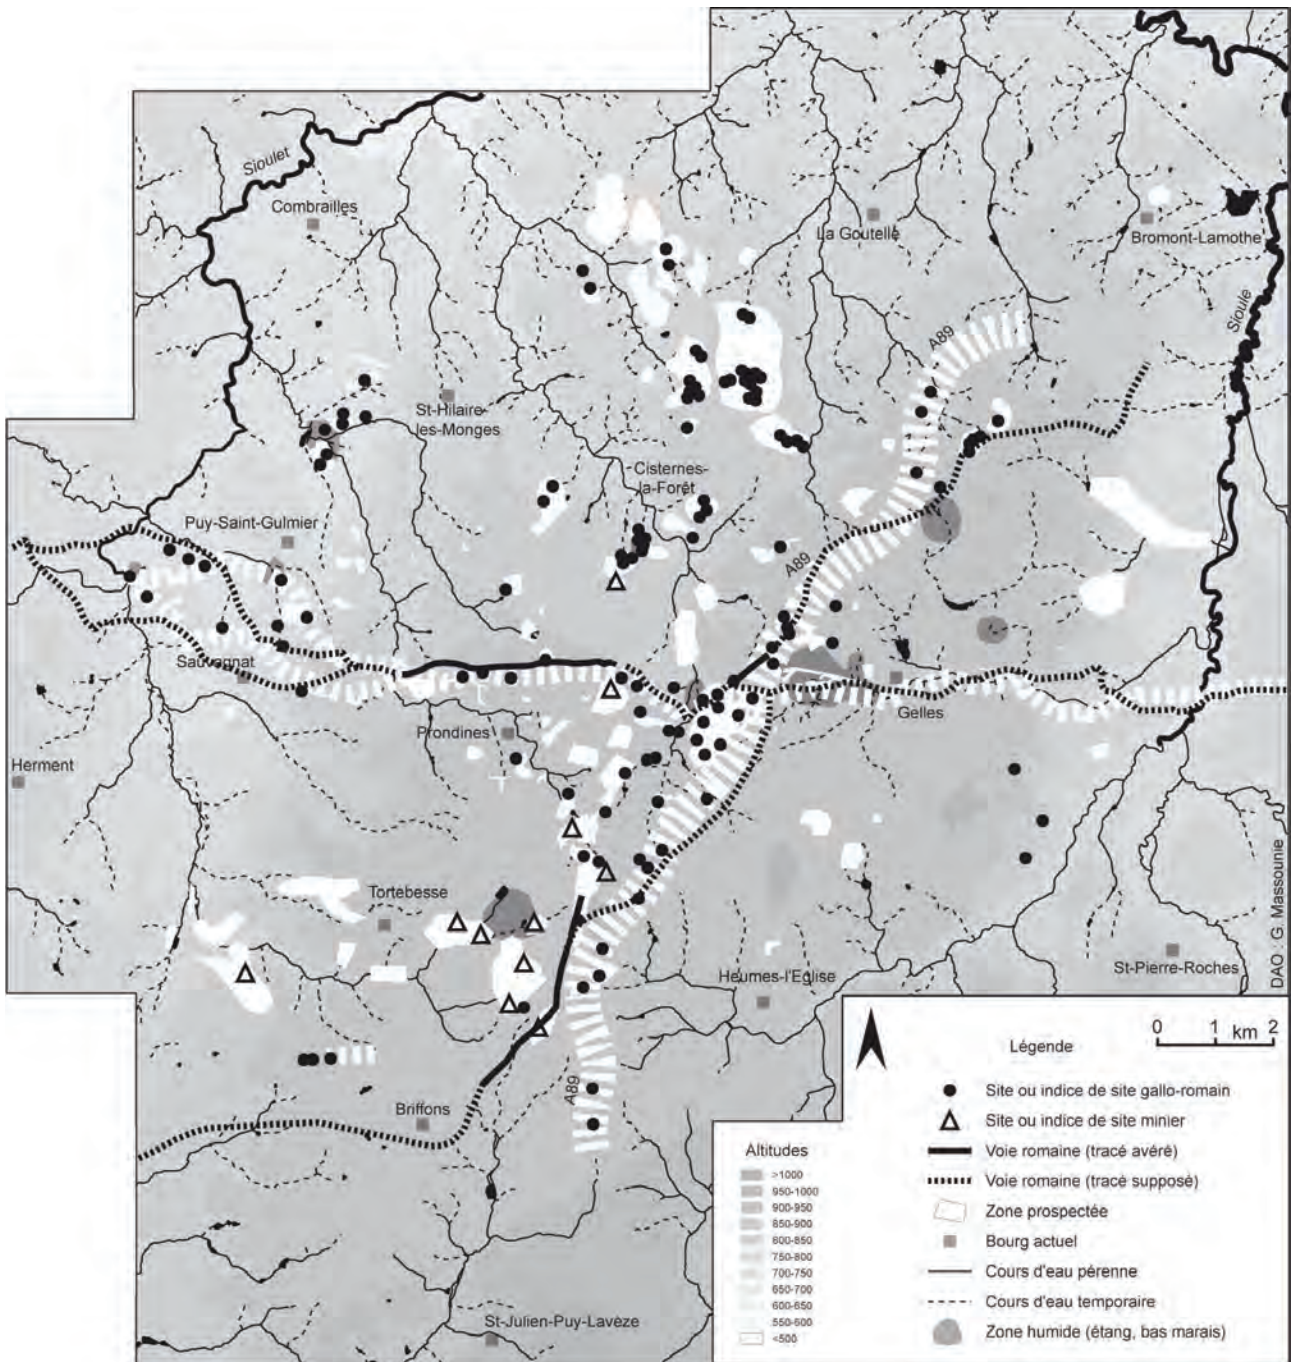 Sioulet
Combrailles
La Goutelle
Bromont-Lamothe
Sioule
A89
St-Hilaire-
les-Monges
Cisternes-
la-Forêt
Puy-Saint-Gulmier
A89
Sauvagnat
Gelles
Prondines
Herment
Tortebesse
Heumes-l'Eglise
St-Pierre-Roches
DAO : G. Massounie
A89
Briffons
St-Julien-Puy-Lavèze
0 1 km 2
Légende
Site ou indice de site gallo-romain
Site ou indice de site minier
Voie romaine (tracé avéré)
Voie romaine (tracé supposé)
Zone prospectée
Bourg actuel
Cours d'eau pérenne
Cours d'eau temporaire
Zone humide (étang, bas marais)
Altitudes
>1000
950-1000
900-950
850-900
800-850
750-800
700-750
650-700
600-650
550-600
<500